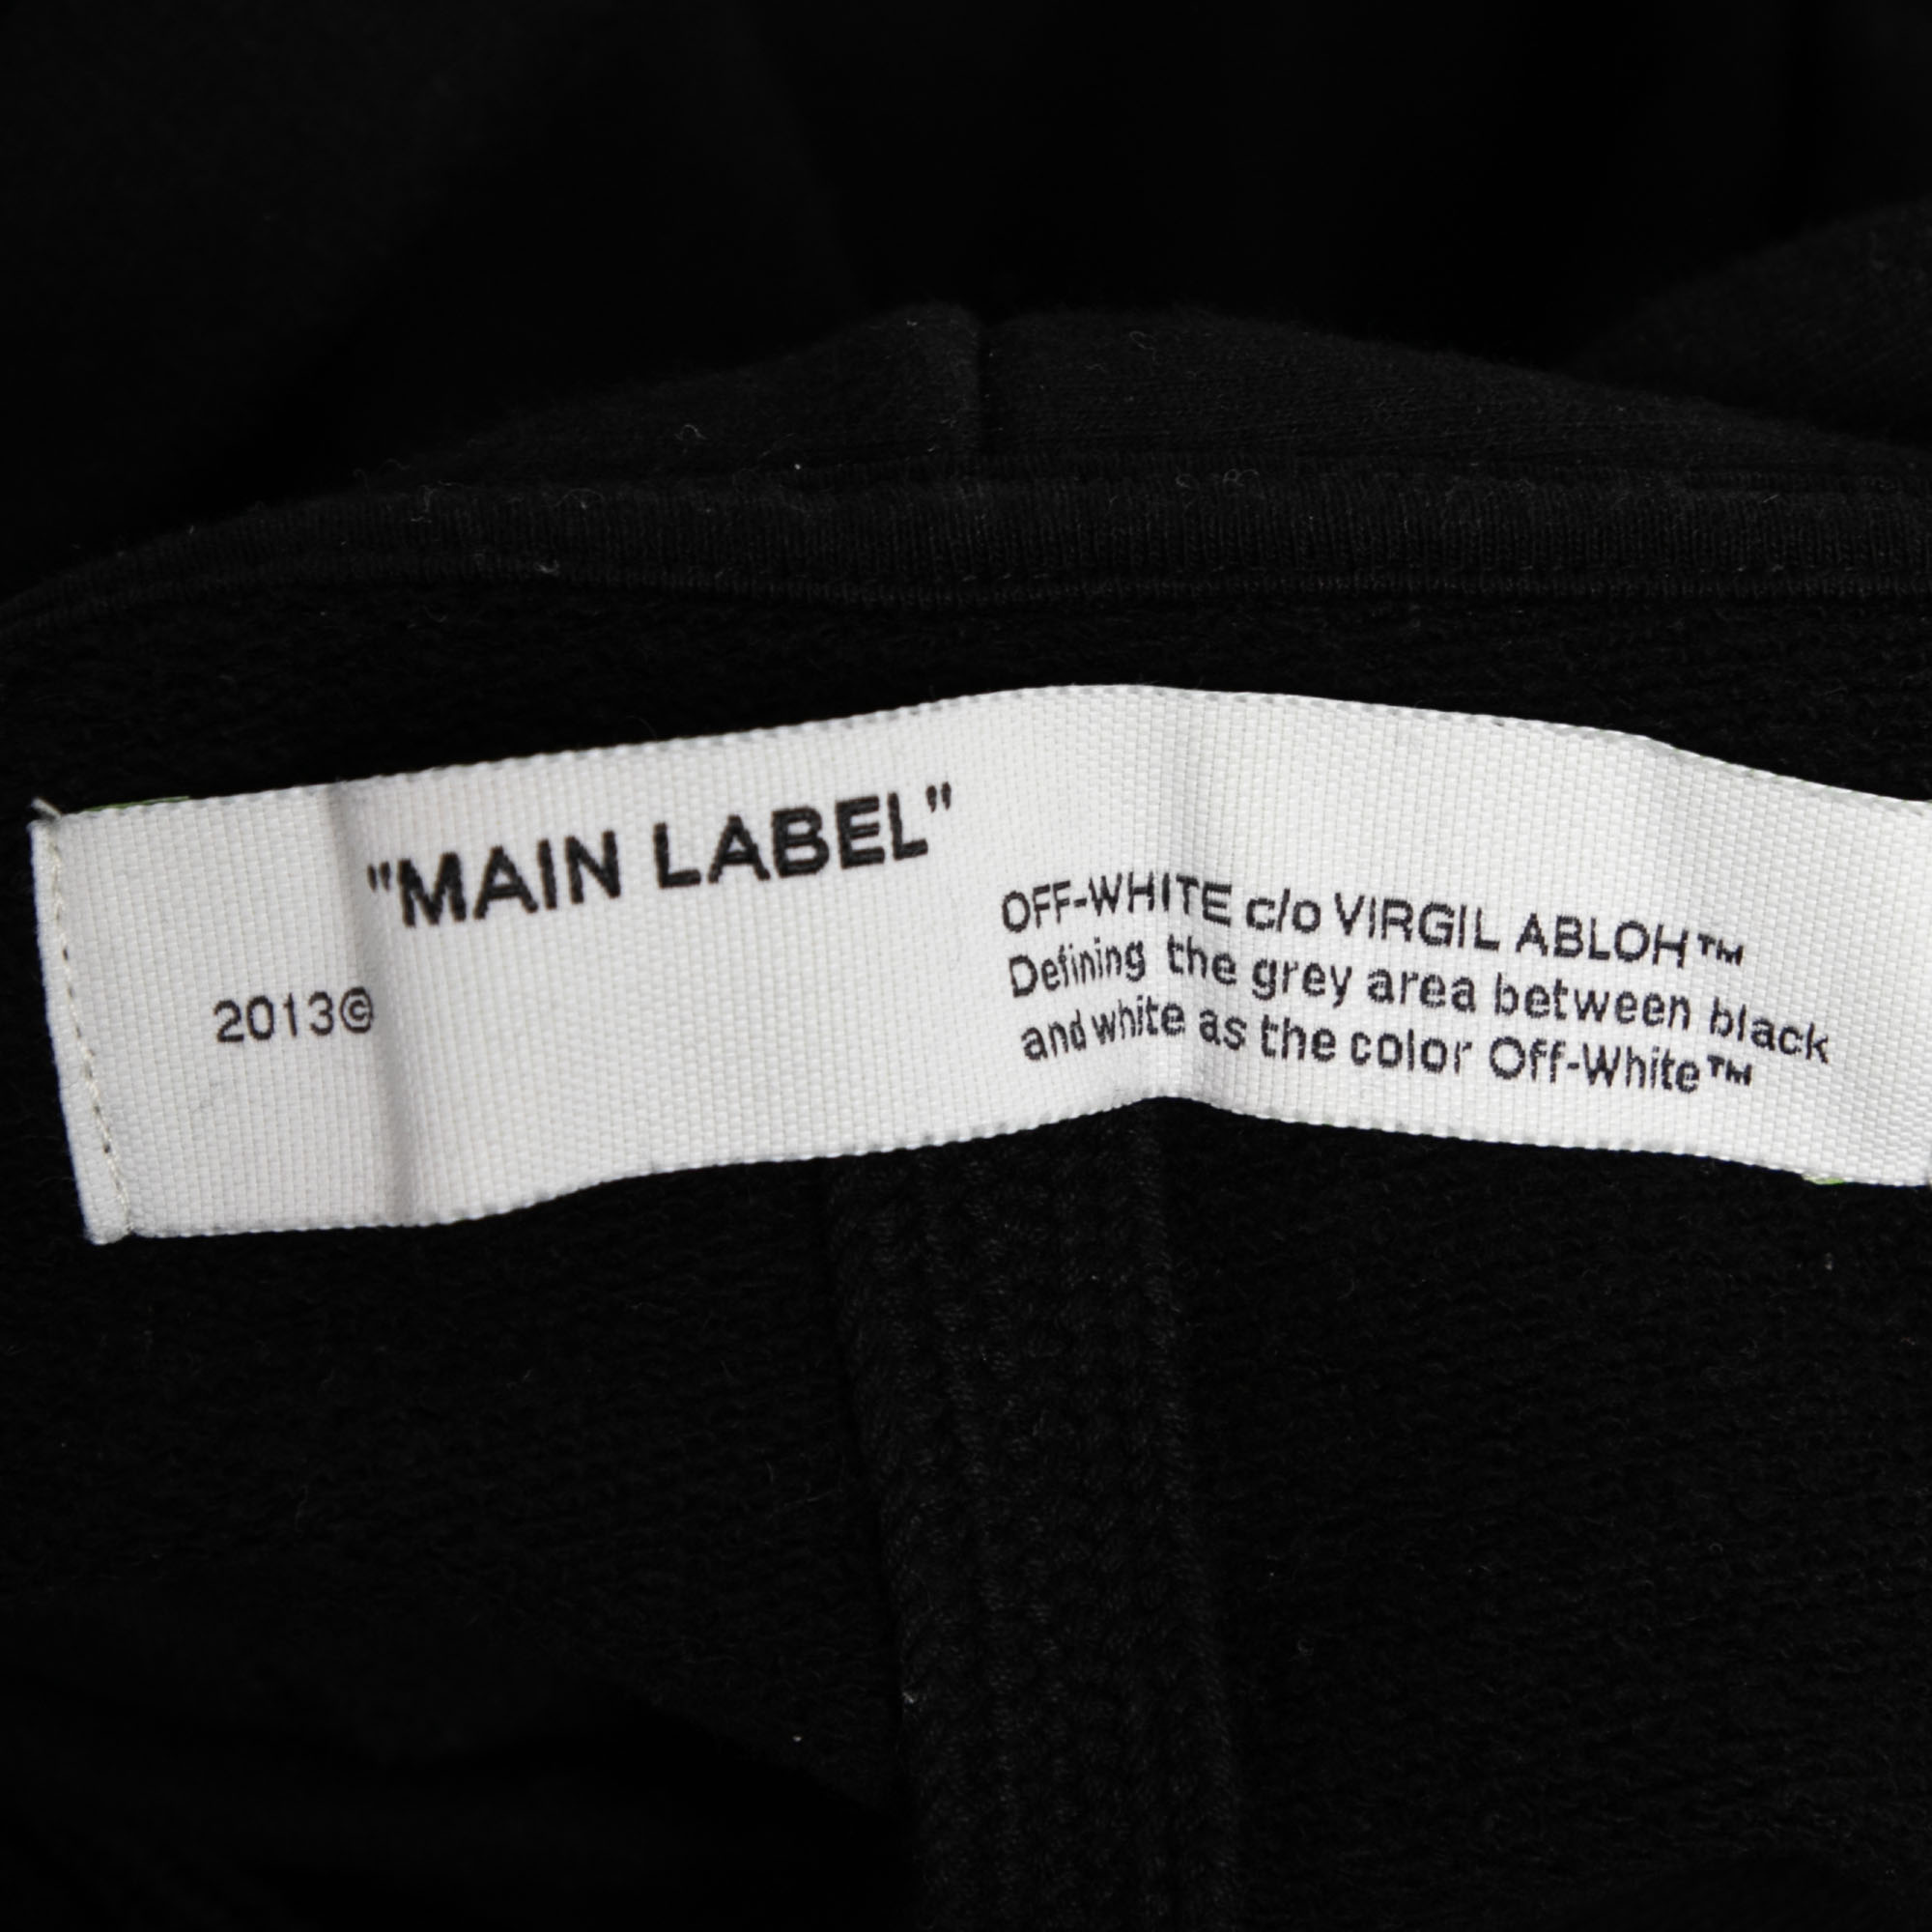 "MAIN LABEL"
2013©
OFF-WHITE c/o VIRGIL ABLOH™
Defining the grey area between black
and white as the color Off-White™